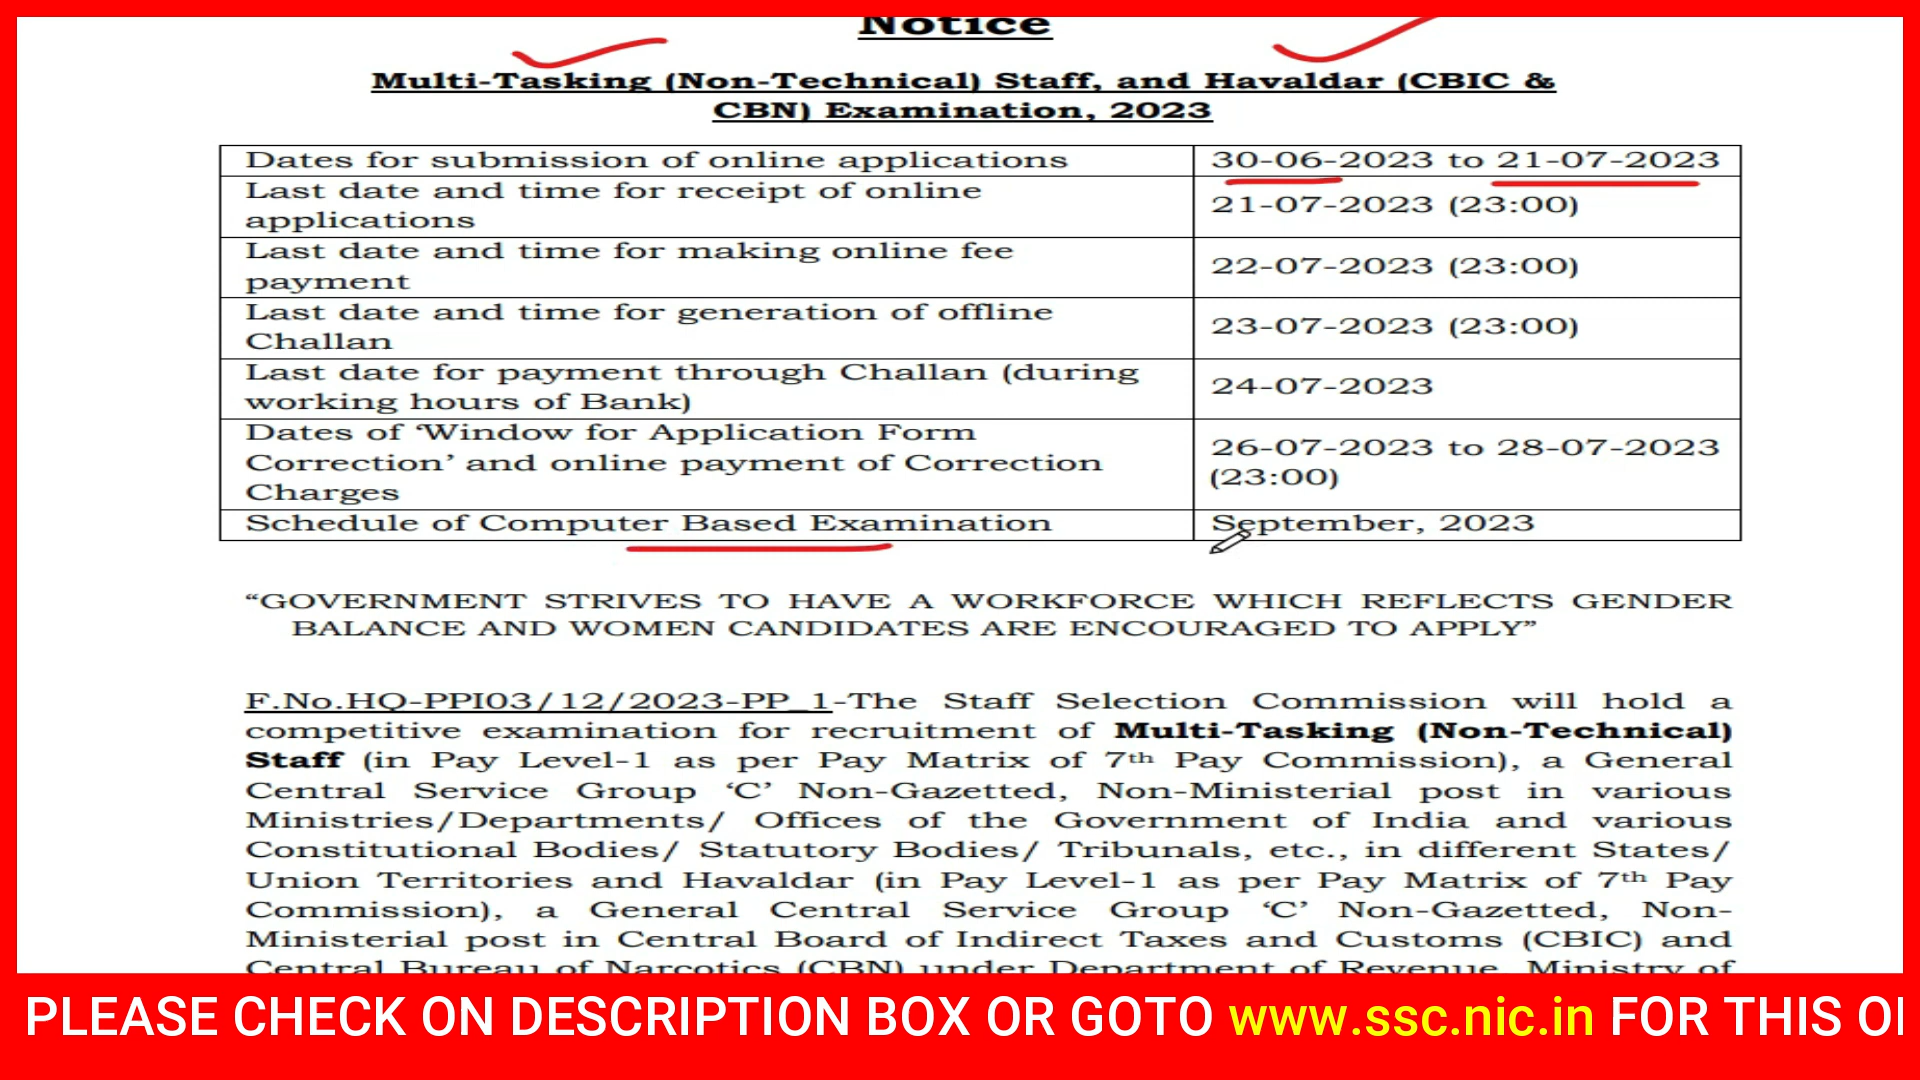 Notice
Multi-Tasking (Non-Technical) Staff, and Havaldar (CBIC &
CBN) Examination, 2023
Dates for submission of online applications 30-06-2023 to 21-07-2023
Last date and time for receipt of online
applications 21-07-2023 (23:00)
Last date and time for making online fee
payment 22-07-2023 (23:00)
Last date and time for generation of offline
Challan 23-07-2023 (23:00)
Last date for payment through Challan (during
working hours of Bank) 24-07-2023
Dates of ‘Window for Application Form
Correction’ and online payment of Correction
Charges 26-07-2023 to 28-07-2023
(23:00)
Schedule of Computer Based Examination September, 2023
“GOVERNMENT STRIVES TO HAVE A WORKFORCE WHICH REFLECTS GENDER
BALANCE AND WOMEN CANDIDATES ARE ENCOURAGED TO APPLY”
F.No.HQ-PPI03/12/2023-PP_1-The Staff Selection Commission will hold a
competitive examination for recruitment of Multi-Tasking (Non-Technical)
Staff (in Pay Level-1 as per Pay Matrix of 7th Pay Commission), a General
Central Service Group ‘C’ Non-Gazetted, Non-Ministerial post in various
Ministries/Departments/ Offices of the Government of India and various
Constitutional Bodies/ Statutory Bodies/ Tribunals, etc., in different States/
Union Territories and Havaldar (in Pay Level-1 as per Pay Matrix of 7th Pay
Commission), a General Central Service Group ‘C’ Non-Gazetted, Non-
Ministerial post in Central Board of Indirect Taxes and Customs (CBIC) and
Central Bureau of Narcotics (CBN) under Department of Revenue, Ministry of
PLEASE CHECK ON DESCRIPTION BOX OR GOTO www.ssc.nic.in FOR THIS